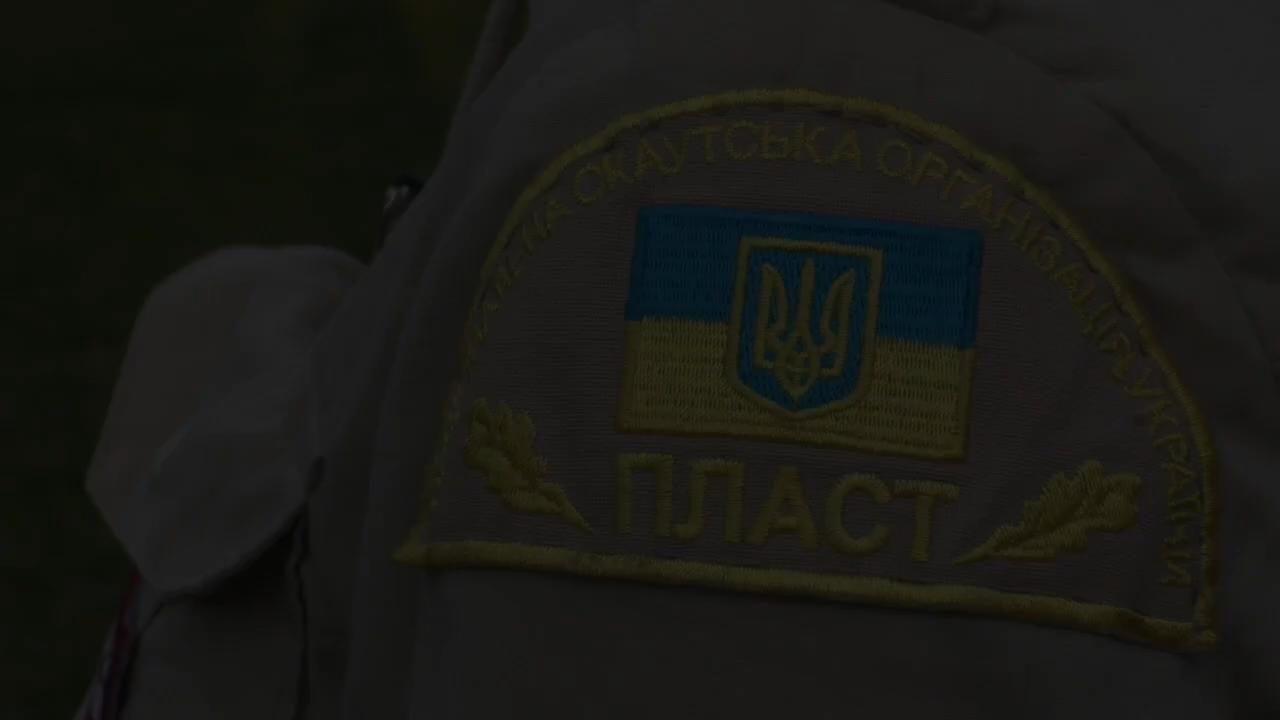 СКАУТСЬКА ОРГАНІЗАЦІЯ УКРАЇНИ
ПЛАСТ